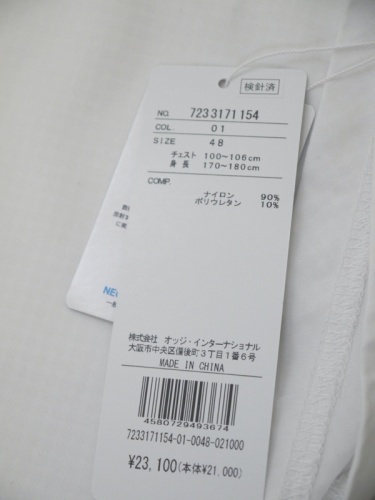 検針済
NO. 7233171154
COL. 01
SIZE 48
チェスト 100~106cm
身長 170~180cm
COMP.
ナイロン 90%
ポリウレタン 10%
NE
株式会社 オッジ・インターナショナル
大阪市中央区備後町3丁目1番6号
MADE IN CHINA
4580729493674
7233171154-01-0048-021000
¥23,100(本体¥21,000)